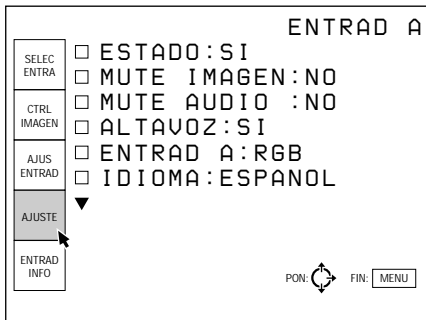 ENTRAD A
SELEC
ENTRA
CTRL
IMAGEN
AJUS
ENTRAD
AJUSTE
ENTRAD
INFO
ESTADO:SI
MUTE IMAGEN:NO
MUTE AUDIO :NO
ALTAVOZ:SI
ENTRAD A:RGB
IDIOMA:ESPANOL
PON: FIN: MENU